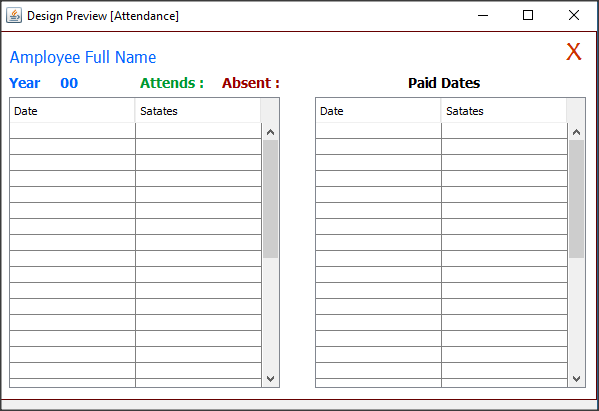 Design Preview [Attendance]
X
Amployee Full Name
Year 00 Attends : Absent : Paid Dates
Date Satates Date Satates